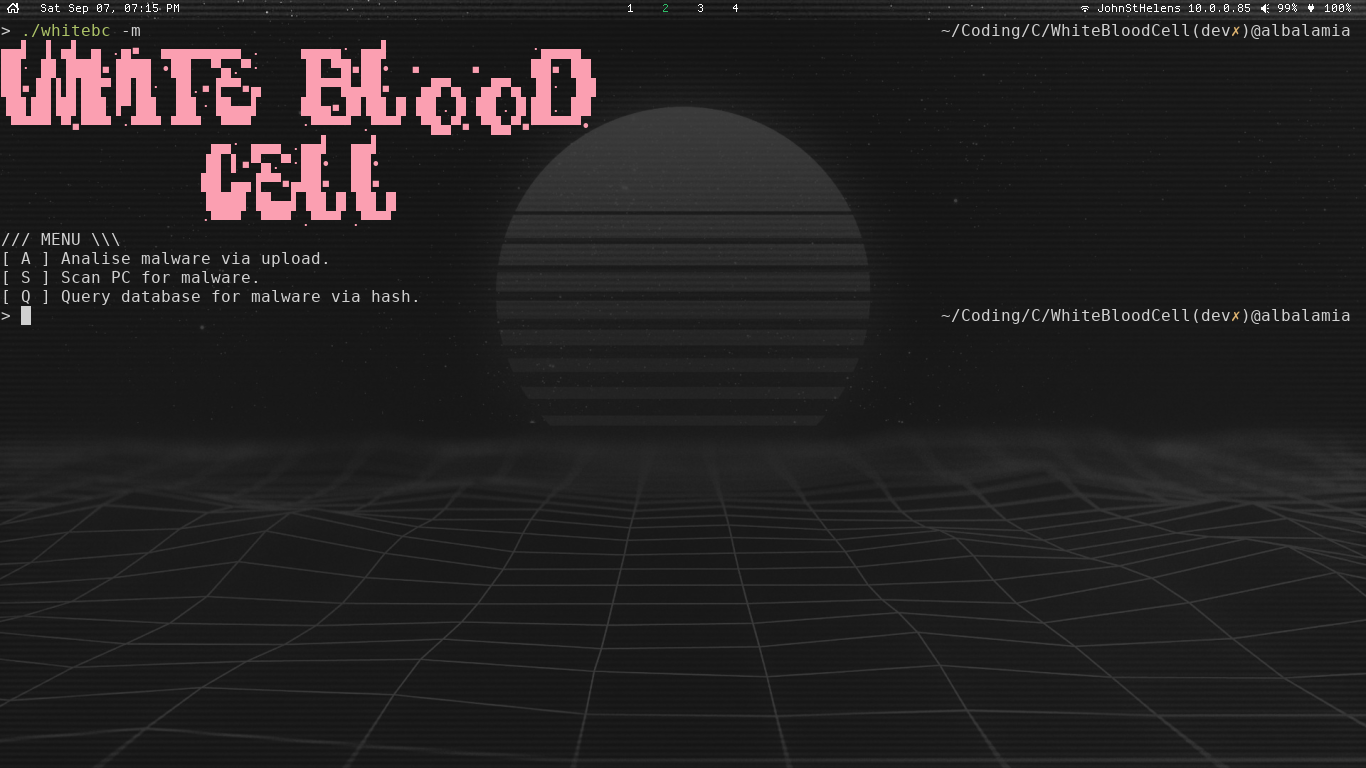 Sat Sep 07, 07:15 PM 1 2 3 4 JohnStHelens 10.0.0.85 99% 100%
> ./whitebc -m ~/Coding/C/WhiteBloodCell(dev✗)@albalamia
WHITE BlooD
CEll
/// MENU \\\
[ A ] Analise malware via upload.
[ S ] Scan PC for malware.
[ Q ] Query database for malware via hash.
> ~/Coding/C/WhiteBloodCell(dev✗)@albalamia